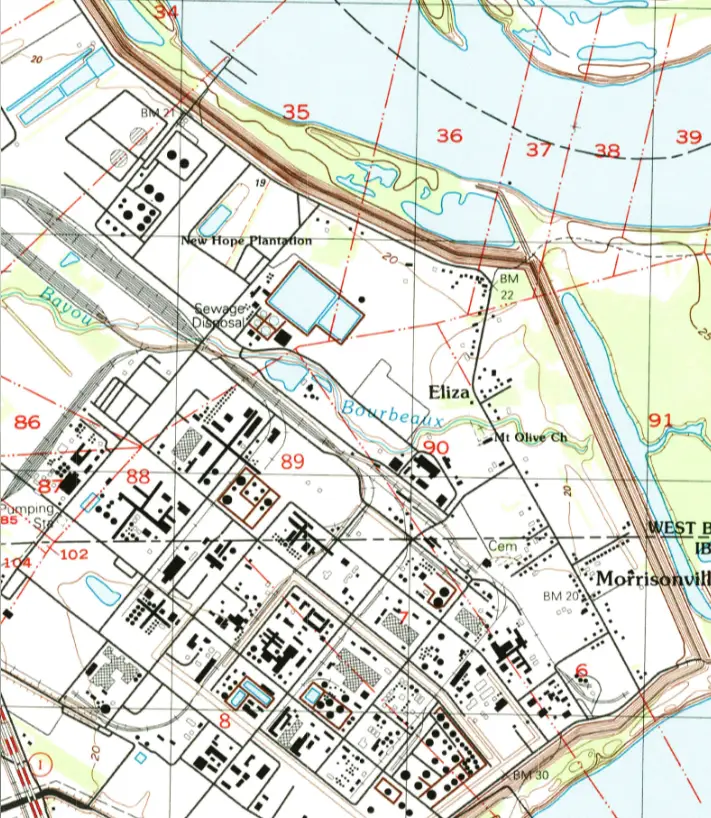 34
20
BM 21
35
36
37
38
39
19
New Hope Plantation
20
BM
22
25
Bayou
Sewage
Disposal
Eliza
Bourbeaux
Mt Olive Ch
86
90
91
89
88
87
20
Pumping
Sta
85
WEST B
IB
Cem
102
104
Morrisonvill
BM 20
7
6
8
20
1
BM 30